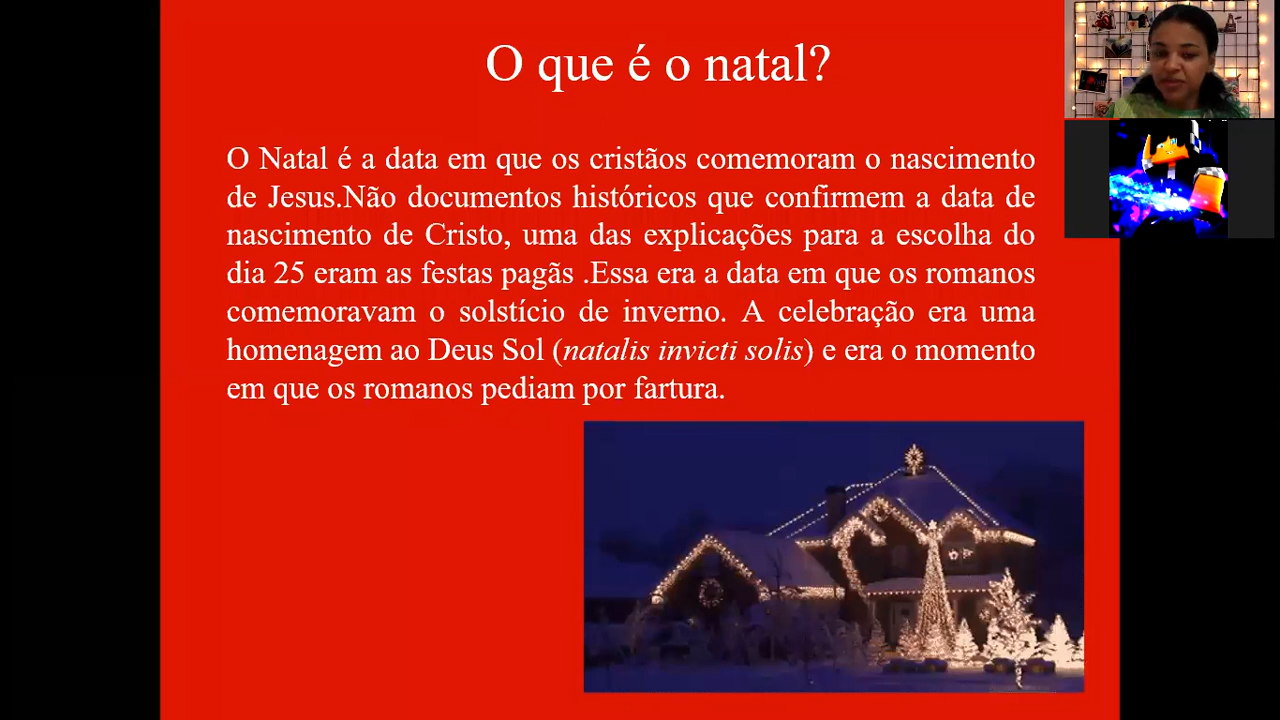 O que é o natal?
O Natal é a data em que os cristãos comemoram o nascimento
de Jesus.Não documentos históricos que confirmem a data de
nascimento de Cristo, uma das explicações para a escolha do
dia 25 eram as festas pagãs .Essa era a data em que os romanos
comemoravam o solstício de inverno. A celebração era uma
homenagem ao Deus Sol (natalis invicti solis) e era o momento
em que os romanos pediam por fartura.